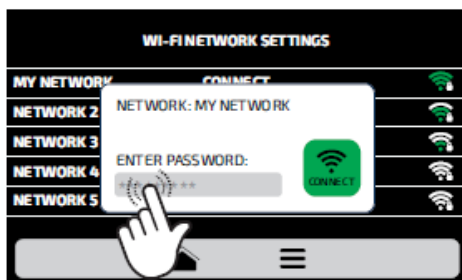 WI-FI NETWORK SETTINGS
MY NETWORK CONNECT
NETWORK 2
NETWORK 3
NETWORK 4
NETWORK 5
NETWORK: MY NETWORK
ENTER PASSWORD:
CONNECT